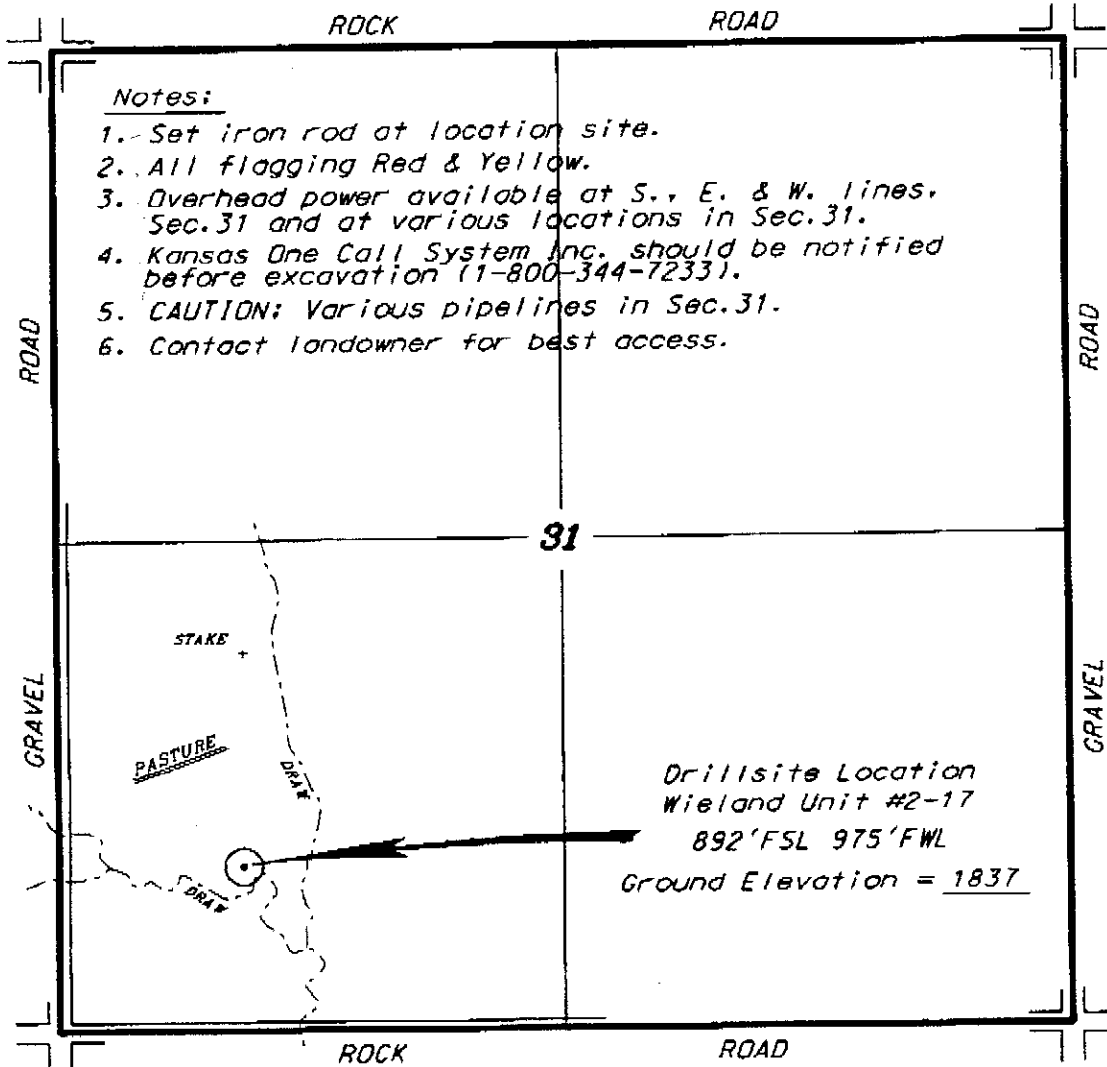 ROCK ROAD
Notes:
1. Set iron rod at location site.
2. All flagging Red & Yellow.
3. Overhead power available at S., E. & W. lines,
Sec.31 and at various locations in Sec.31.
4. Kansas One Call System Inc. should be notified
before excavation (1-800-344-7233).
5. CAUTION: Various pipelines in Sec.31.
6. Contact landowner for best access.
ROAD
ROAD
31
STAKE
GRAVEL
GRAVEL
PASTURE
DRAW
Drillsite Location
Wieland Unit #2-17
892'FSL 975'FWL
Ground Elevation = 1837
DRAW
ROCK ROAD